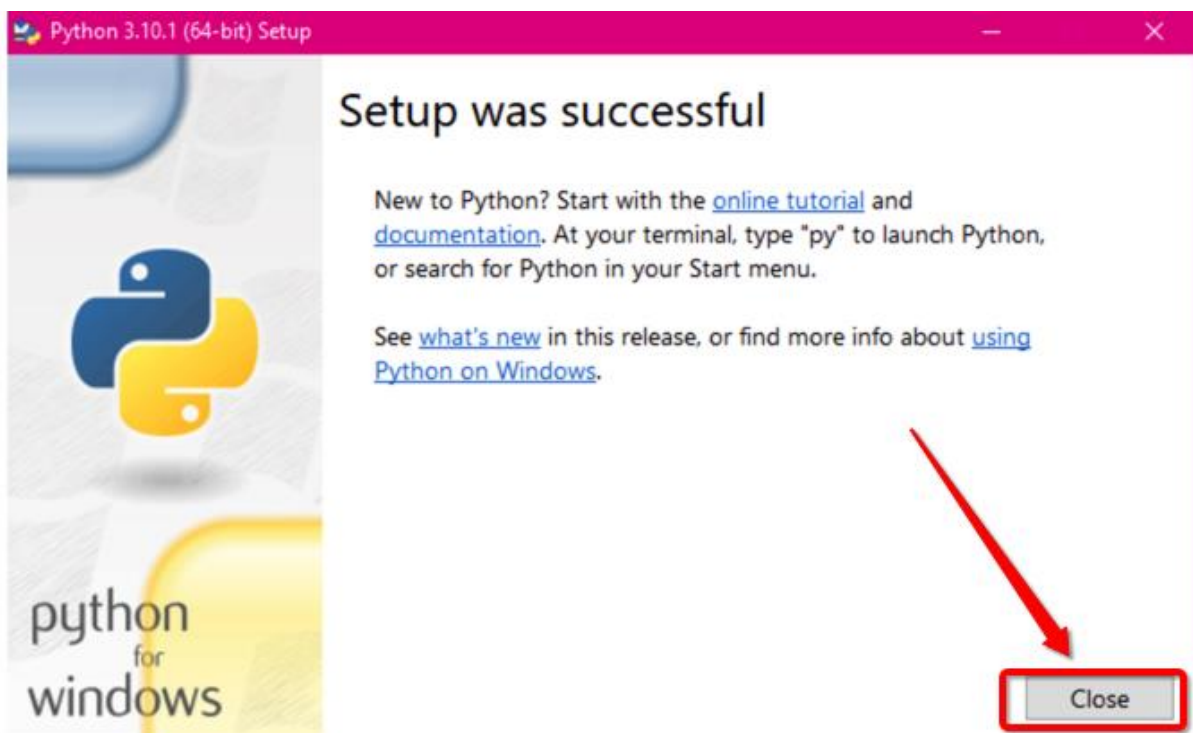 Python 3.10.1 (64-bit) Setup
Setup was successful
New to Python? Start with the online tutorial and
documentation. At your terminal, type "py" to launch Python,
or search for Python in your Start menu.
See what's new in this release, or find more info about using
Python on Windows.
python
for
windows
Close